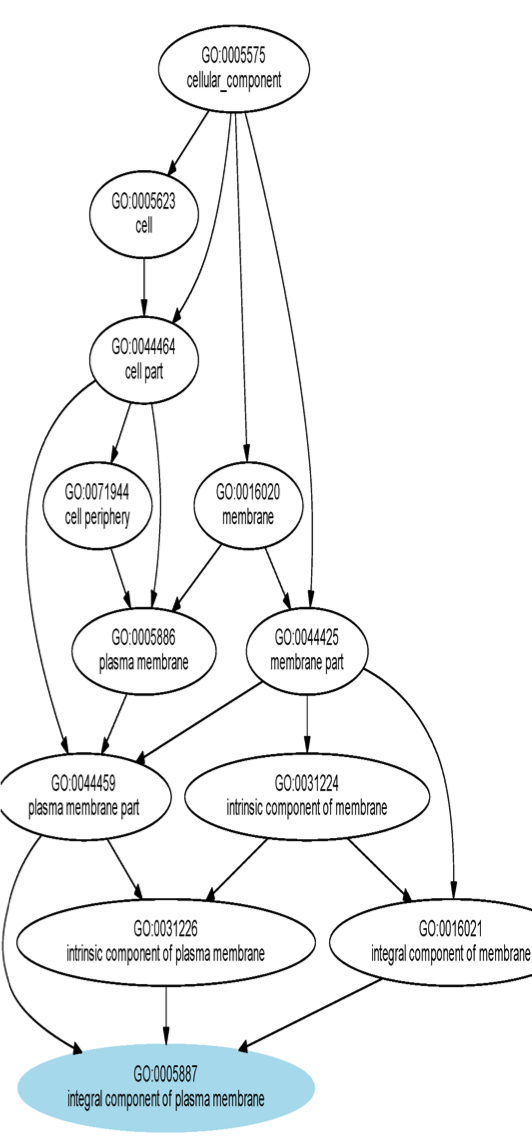 GO:0005575
cellular_component
GO:0005623
cell
GO:0044464
cell part
GO:0071944
cell periphery
GO:0016020
membrane
GO:0005886
plasma membrane
GO:0044425
membrane part
GO:0044459
plasma membrane part
GO:0031224
intrinsic component of membrane
GO:0031226
intrinsic component of plasma membrane
GO:0016021
integral component of membrane
GO:0005887
integral component of plasma membrane